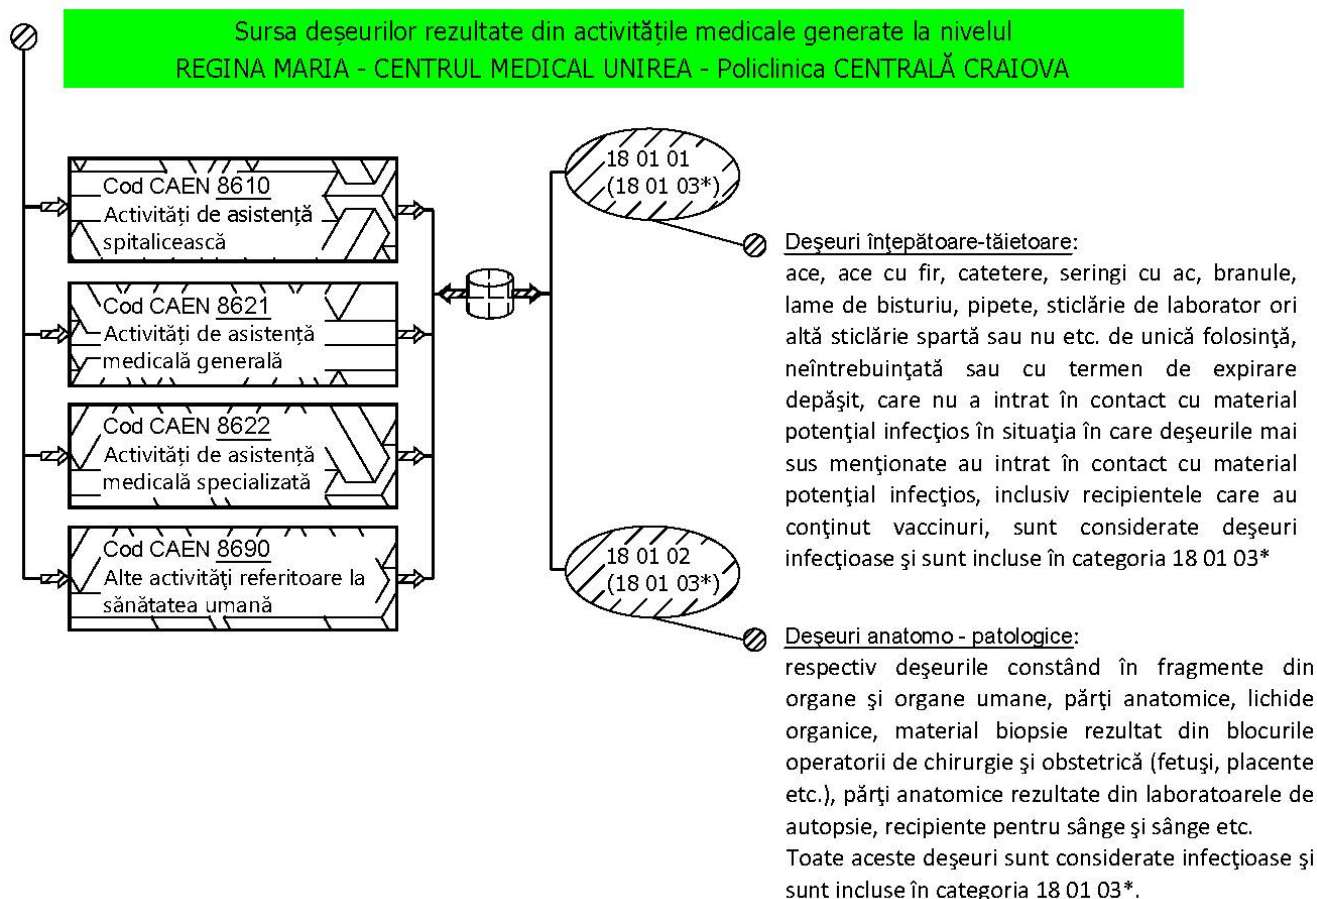 Sursa deșeurilor rezultate din activitățile medicale generate la nivelul
REGINA MARIA - CENTRUL MEDICAL UNIREA - Policlinica CENTRALĂ CRAIOVA
Cod CAEN 8610
Activități de asistență
spitalicească
Cod CAEN 8621
Activități de asistență
medicală generală
Cod CAEN 8622
Activități de asistență
medicală specializată
Cod CAEN 8690
Alte activităţi referitoare la
sănătatea umană
18 01 01
(18 01 03*)
Deşeuri înţepătoare-tăietoare:
ace, ace cu fir, catetere, seringi cu ac, branule,
lame de bisturiu, pipete, sticlărie de laborator ori
altă sticlărie spartă sau nu etc. de unică folosinţă,
neîntrebuinţată sau cu termen de expirare
depăşit, care nu a intrat în contact cu material
potenţial infecţios în situaţia în care deşeurile mai
sus menţionate au intrat în contact cu material
potenţial infecţios, inclusiv recipientele care au
conţinut vaccinuri, sunt considerate deşeuri
infecţioase şi sunt incluse în categoria 18 01 03*
18 01 02
(18 01 03*)
Deşeuri anatomo - patologice:
respectiv deşeurile constând în fragmente din
organe şi organe umane, părţi anatomice, lichide
organice, material biopsie rezultat din blocurile
operatorii de chirurgie şi obstetrică (fetuşi, placente
etc.), părţi anatomice rezultate din laboratoarele de
autopsie, recipiente pentru sânge şi sânge etc.
Toate aceste deşeuri sunt considerate infecţioase şi
sunt incluse în categoria 18 01 03*.